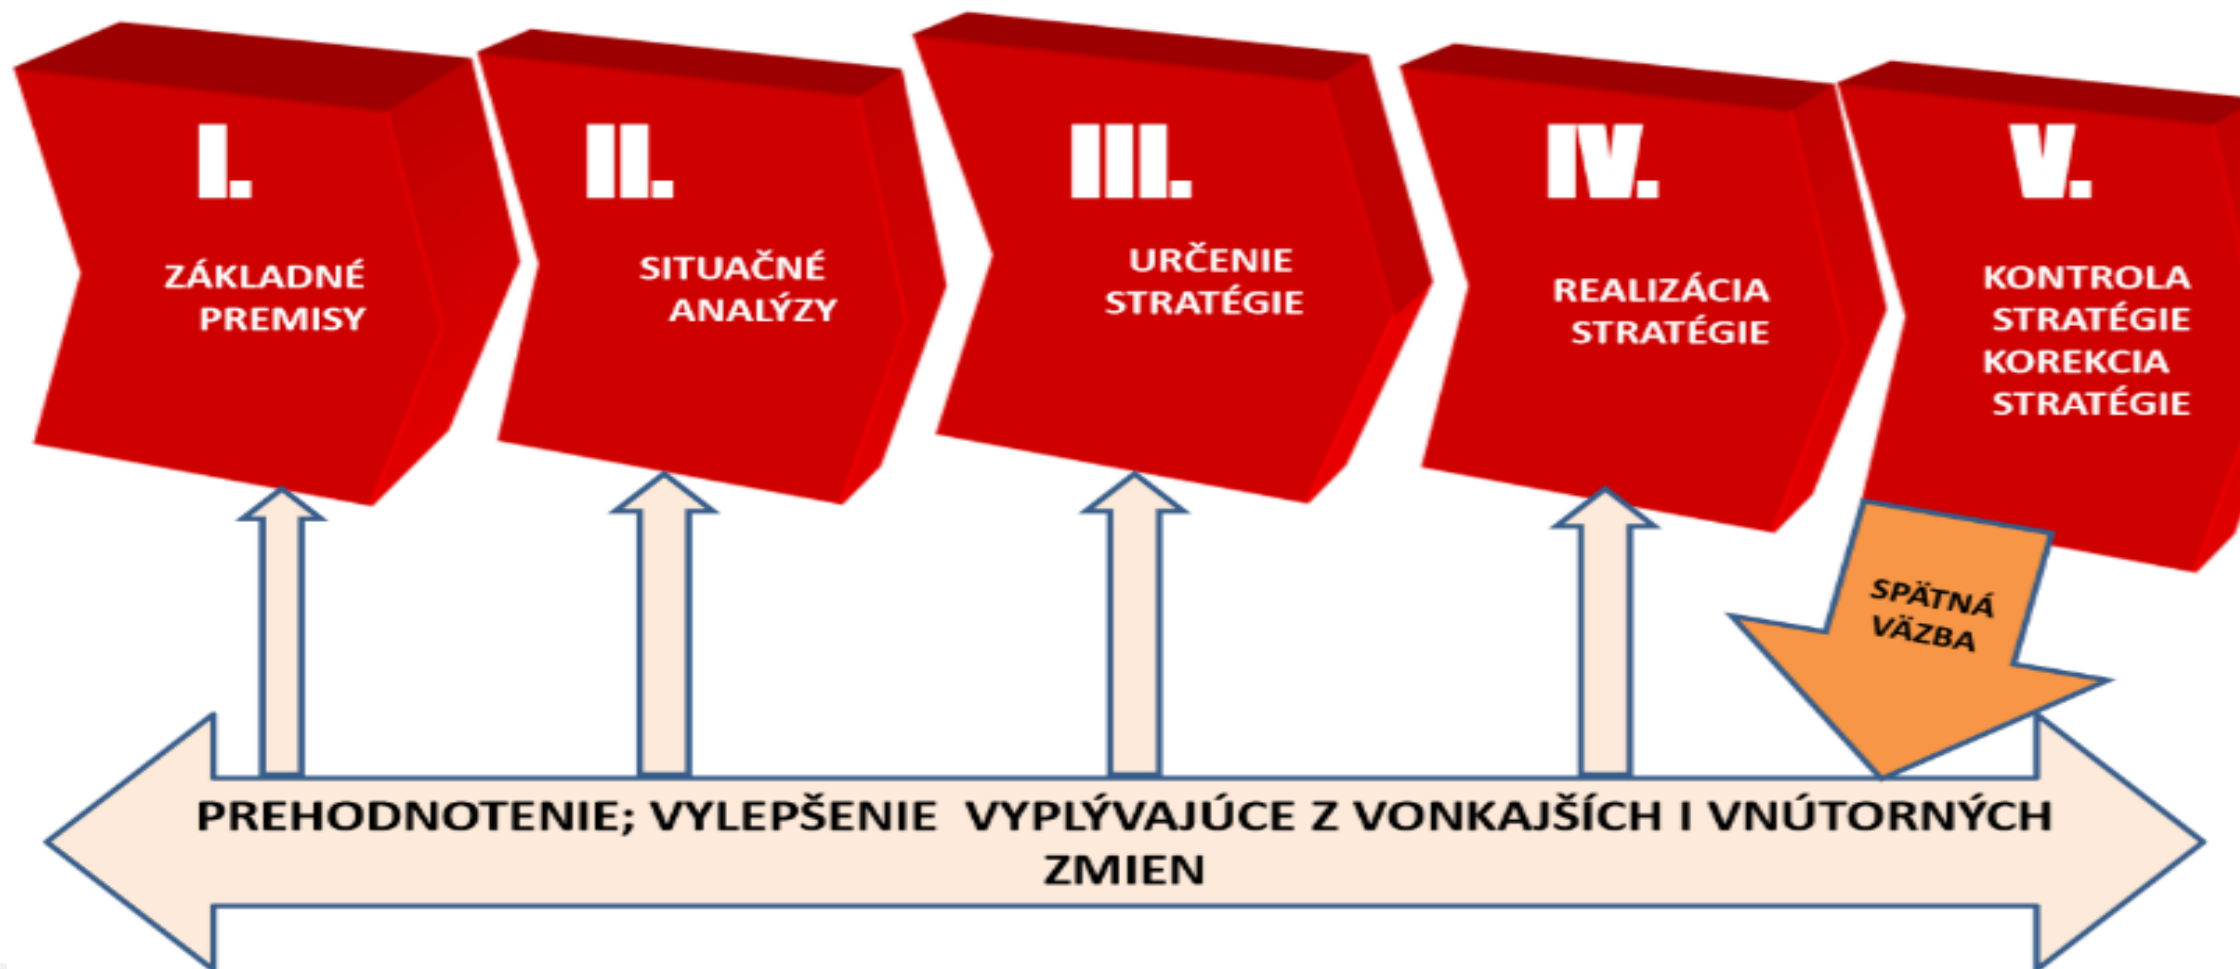 I.
ZÁKLADNÉ
PREMISY
II.
SITUAČNÉ
ANALÝZY
III.
URČENIE
STRATÉGIE
IV.
REALIZÁCIA
STRATÉGIE
V.
KONTROLA
STRATÉGIE
KOREKCIA
STRATÉGIE
SPÄTNÁ
VÄZBA
PREHODNOTENIE; VYLEPŠENIE VYPLÝVAJÚCE Z VONKAJŠÍCH I VNÚTORNÝCH
ZMIEN